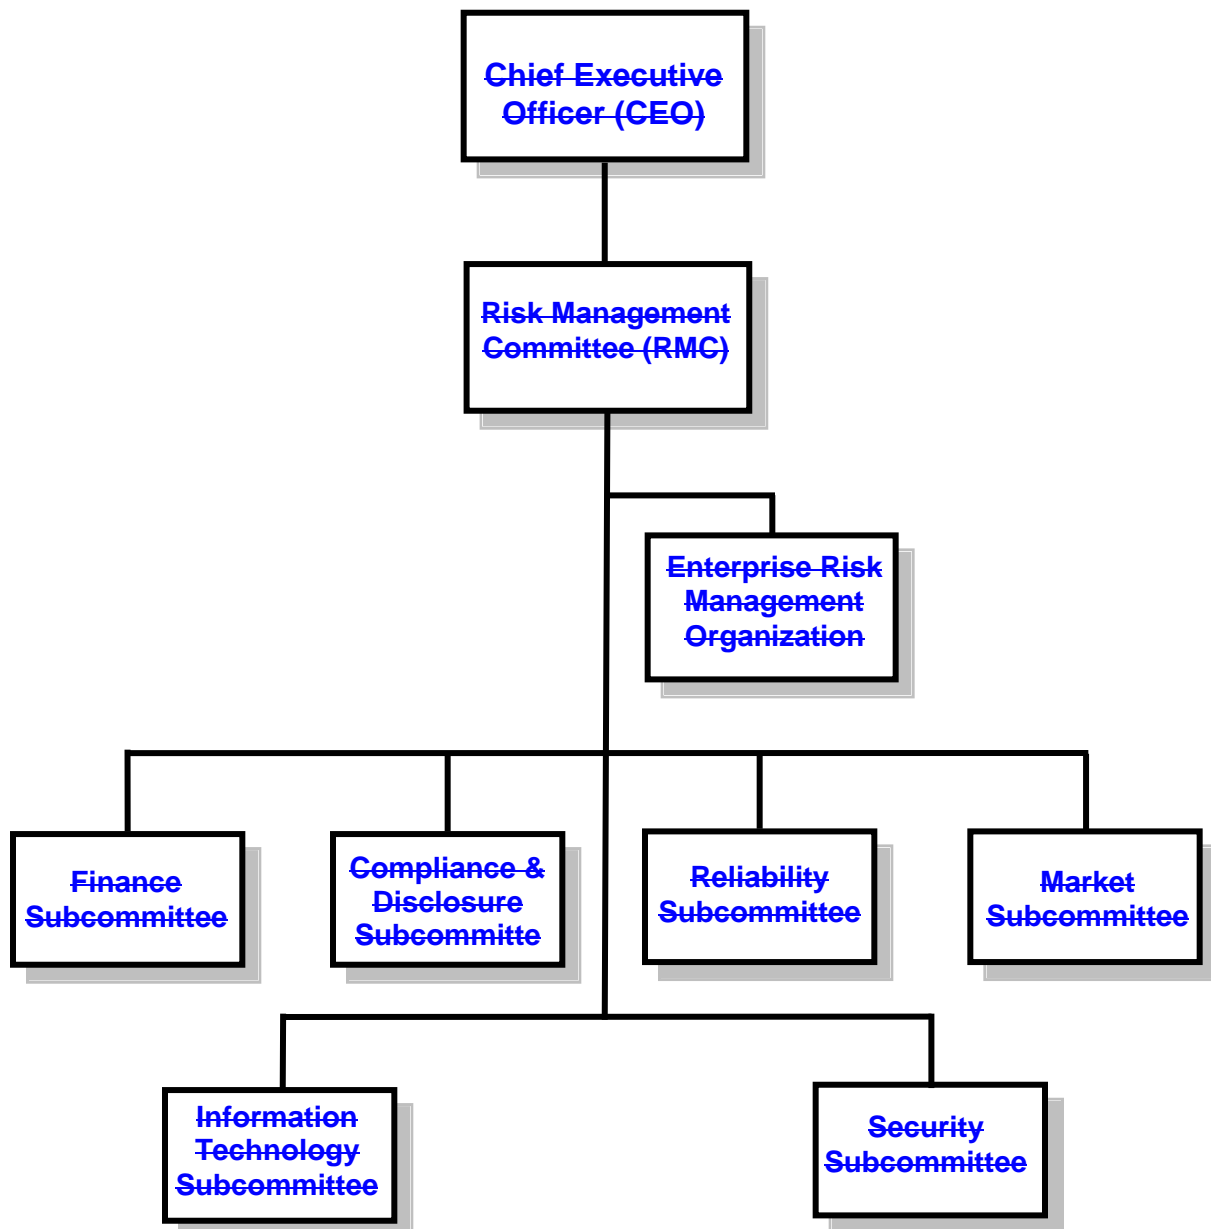 Chief Executive
Officer (CEO)
Risk Management
Committee (RMC)
Enterprise Risk
Management
Organization
Finance
Subcommittee
Compliance &
Disclosure
Subcommitte
Reliability
Subcommittee
Market
Subcommittee
Information
Technology
Subcommittee
Security
Subcommittee